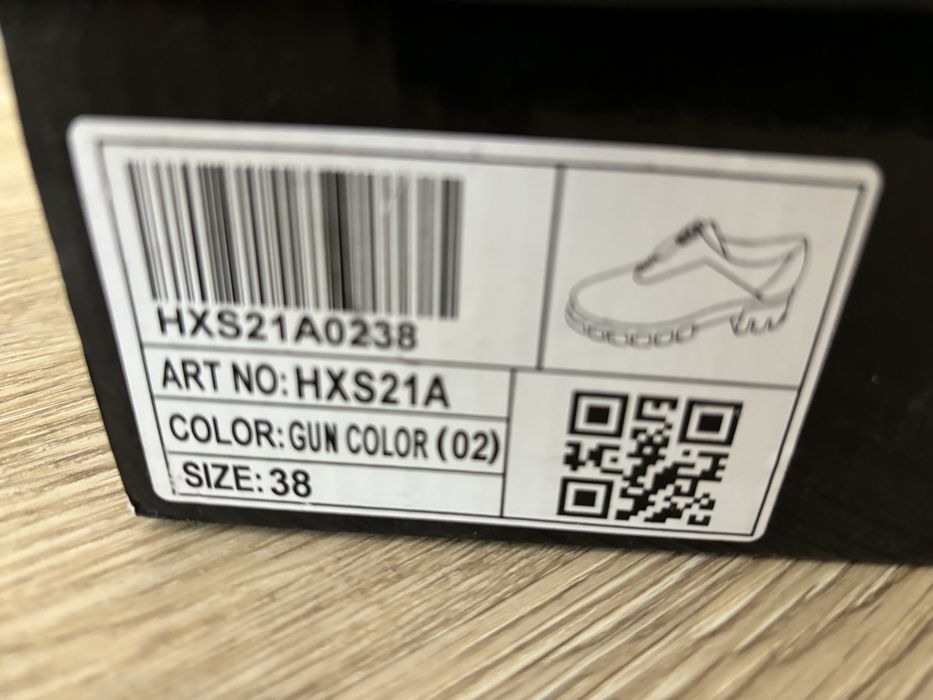 HXS21A0238
ART NO: HXS21A
COLOR: GUN COLOR (02)
SIZE: 38